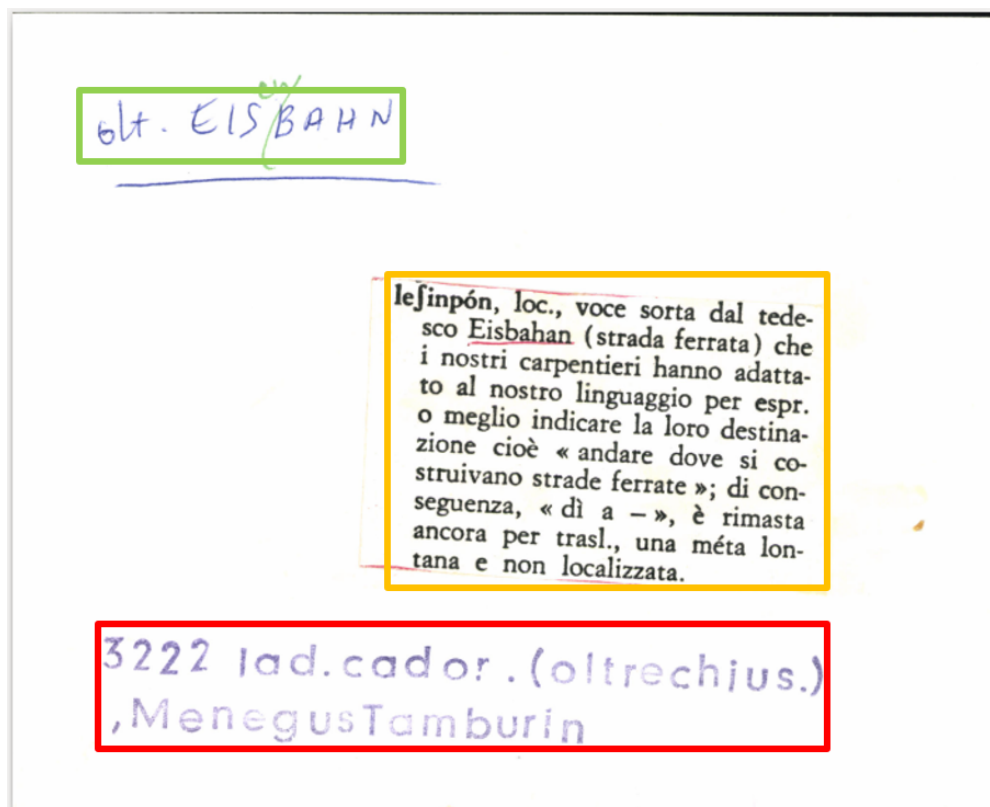 en
6lt. EISBAHN
leſinpón, loc., voce sorta dal tede-
sco Eisbahan (strada ferrata) che
i nostri carpentieri hanno adatta-
to al nostro linguaggio per espr.
o meglio indicare la loro destina-
zione cioè « andare dove si co-
struivano strade ferrate »; di con-
seguenza, « dì a – », è rimasta
ancora per trasl., una méta lon-
tana e non localizzata.
3222 lad.cador.(oltrechius.)
,MenegusTamburin